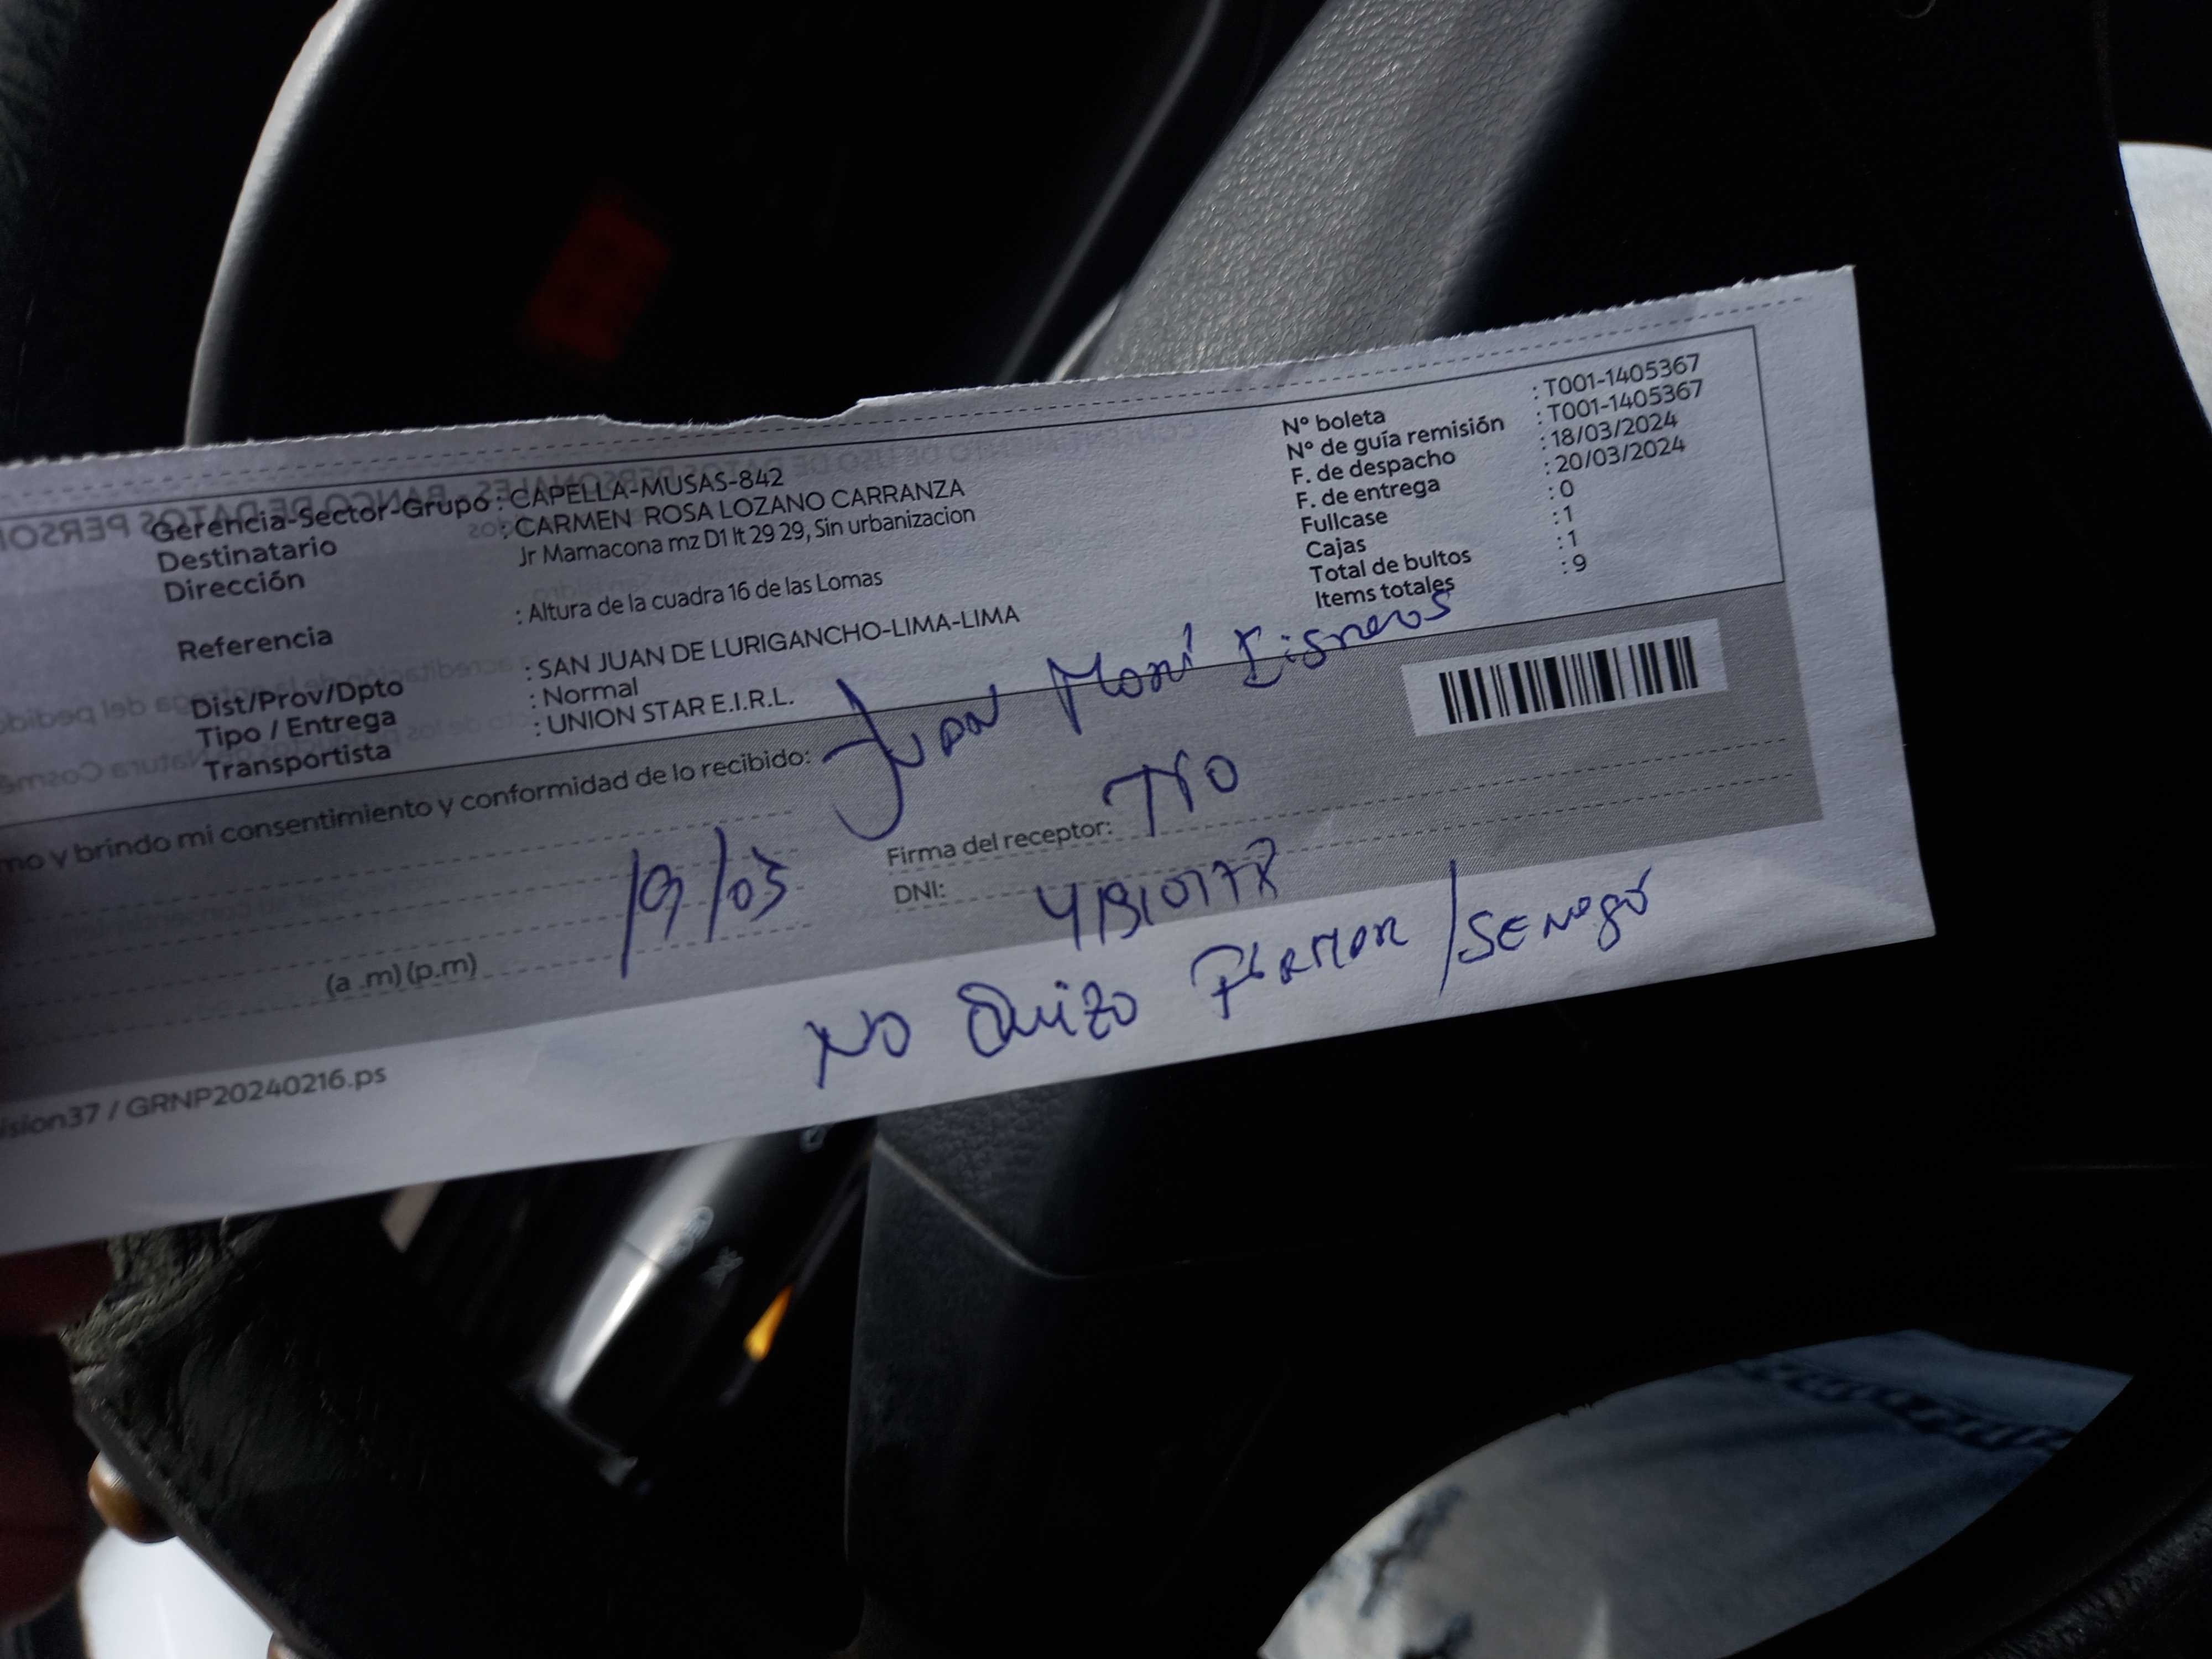 Gerencia-Sector-Grupo : CAPELLA-MUSAS-842
Destinatario : CARMEN ROSA LOZANO CARRANZA
Dirección Jr Mamacona mz D1 lt 29 29, Sin urbanizacion
Referencia : Altura de la cuadra 16 de las Lomas
Dist/Prov/Dpto : SAN JUAN DE LURIGANCHO-LIMA-LIMA
Tipo / Entrega : Normal
Transportista : UNION STAR E.I.R.L.
Nº boleta : T001-1405367
Nº de guía remisión : T001-1405367
F. de despacho : 18/03/2024
F. de entrega : 20/03/2024
Fullcase : 0
Cajas : 1
Total de bultos : 1
Items totales : 9
mo y brindo mi consentimiento y conformidad de lo recibido:
JUAN
Firma del receptor: TÍO
19/03
DNI:
(a .m) (p.m)
NO QUIZO FIRMAR / SE NEGÓ
ision37 / GRNP20240216.ps